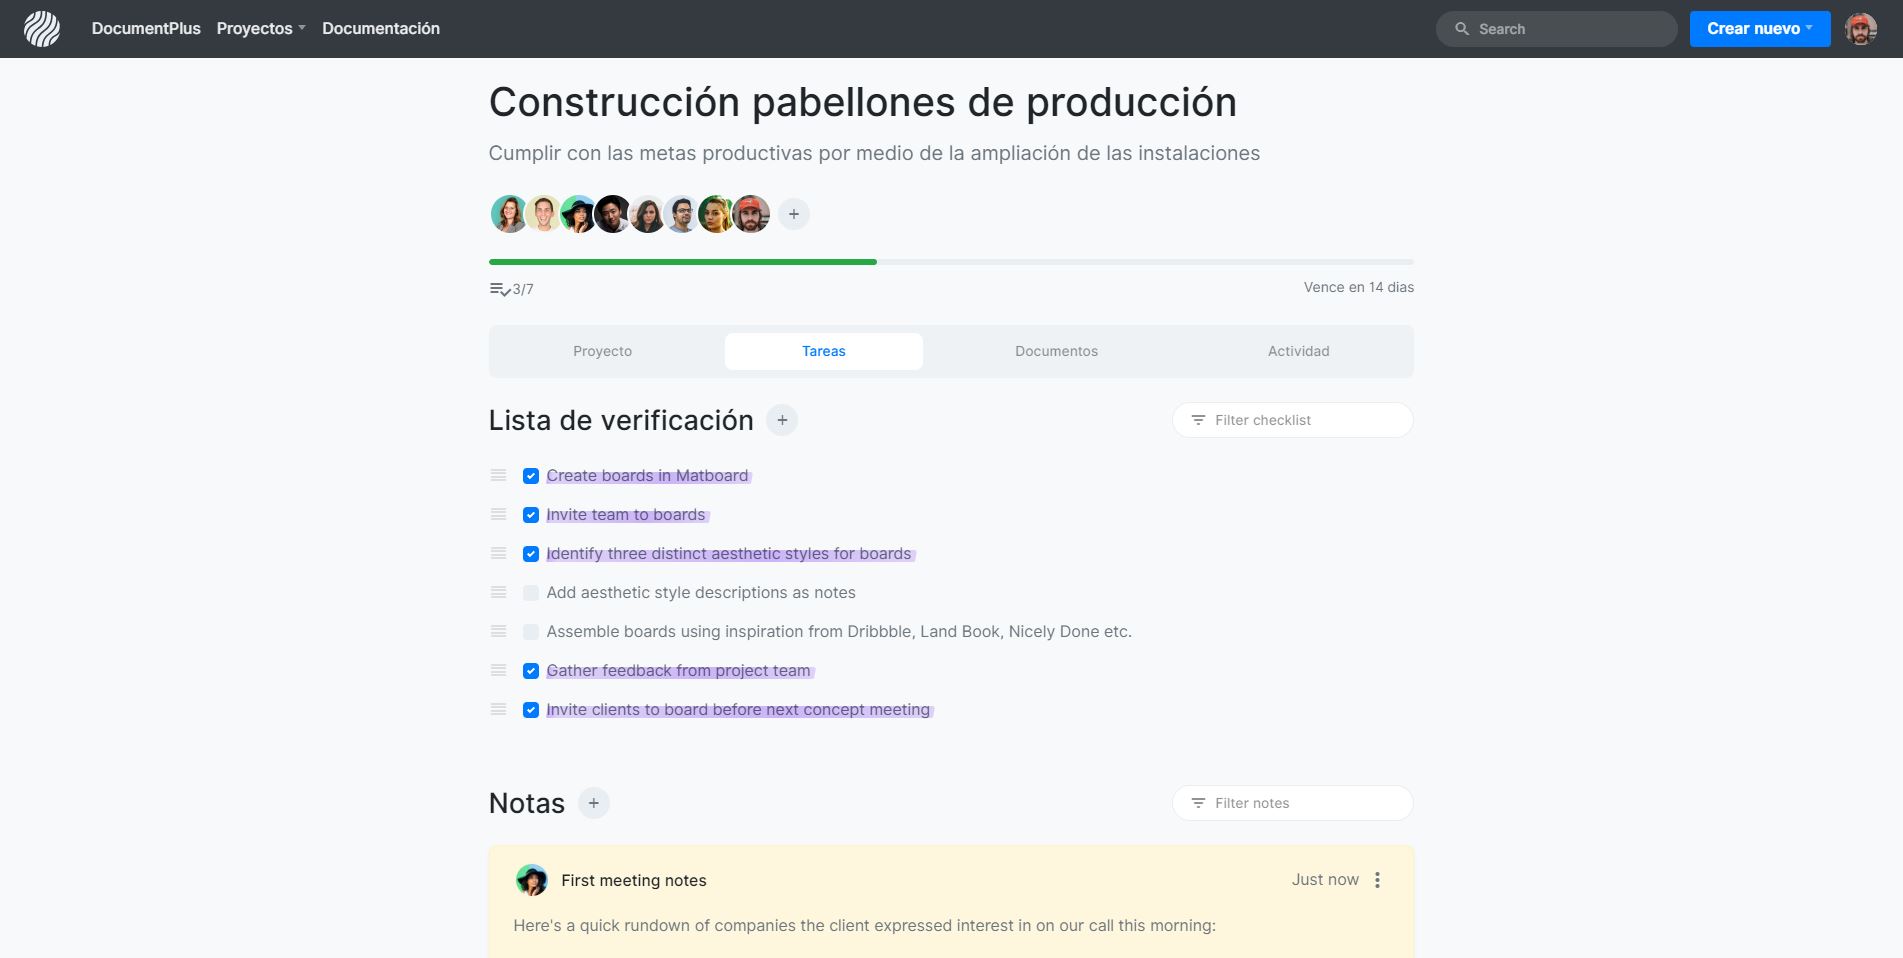 DocumentPlus Proyectos Documentación Search Crear nuevo
Construcción pabellones de producción
Cumplir con las metas productivas por medio de la ampliación de las instalaciones
3/7 Vence en 14 dias
Proyecto Tareas Documentos Actividad
Lista de verificación Filter checklist
Create boards in Matboard
Invite team to boards
Identify three distinct aesthetic styles for boards
Add aesthetic style descriptions as notes
Assemble boards using inspiration from Dribbble, Land Book, Nicely Done etc.
Gather feedback from project team
Invite clients to board before next concept meeting
Notas Filter notes
First meeting notes Just now
Here's a quick rundown of companies the client expressed interest in on our call this morning: